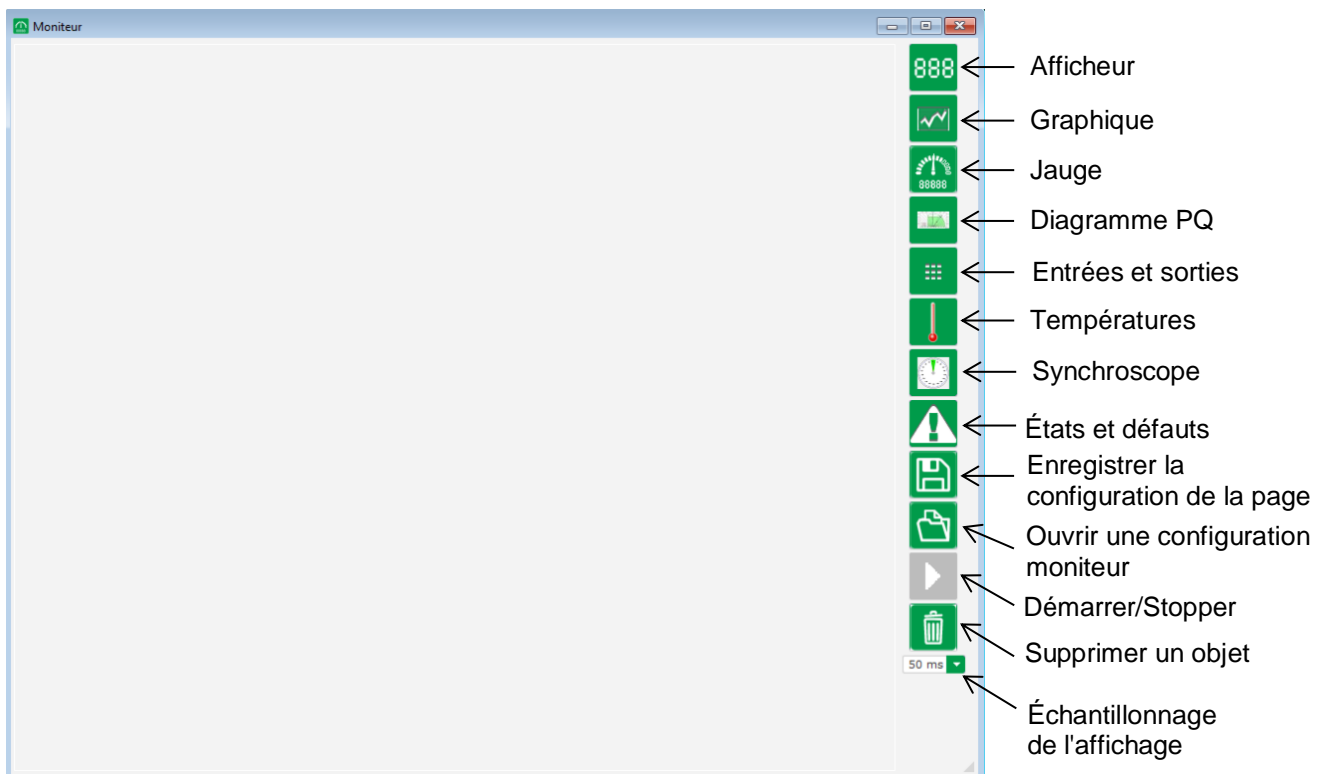 Moniteur
888
Afficheur
Graphique
88888
Jauge
Diagramme PQ
Entrées et sorties
Températures
Synchroscope
États et défauts
Enregistrer la
configuration de la page
Ouvrir une configuration
moniteur
Démarrer/Stopper
Supprimer un objet
50 ms
Échantillonnage
de l'affichage